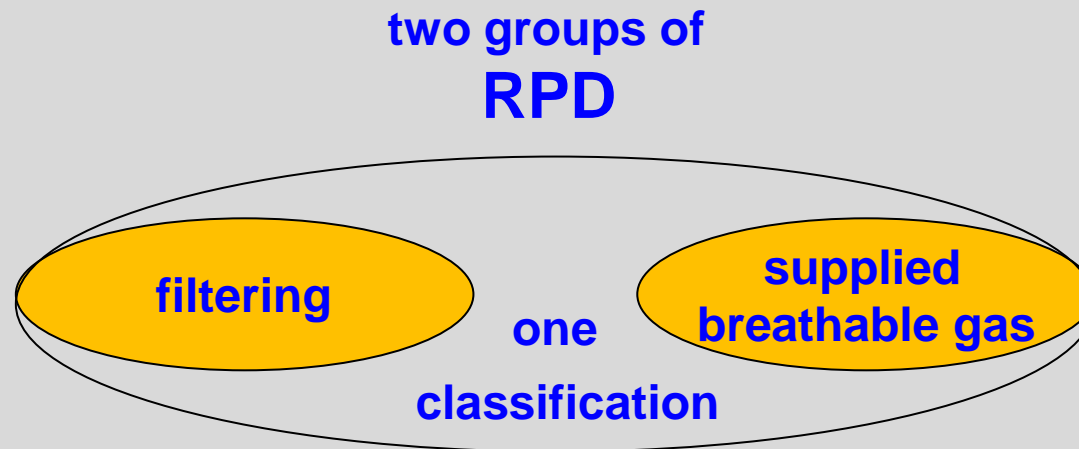 two groups of
RPD
filtering
supplied
breathable gas
one
classification